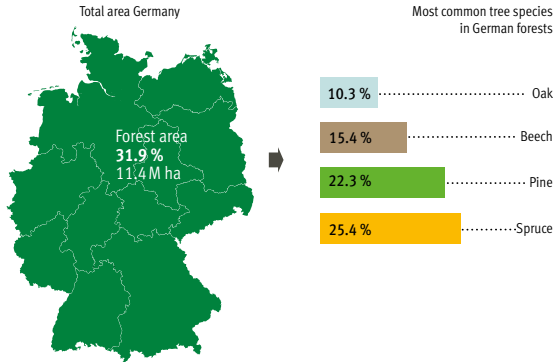 Total area Germany
Forest area
31.9 %
11.4 M ha
Most common tree species
in German forests
10.3 % Oak
15.4 % Beech
22.3 % Pine
25.4 % Spruce